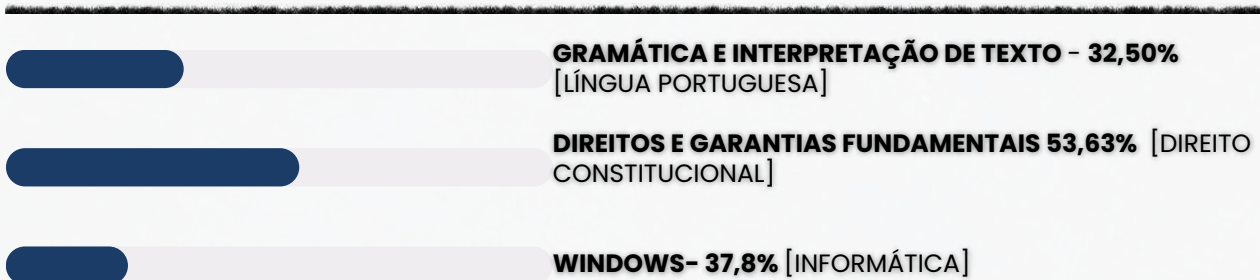 GRAMÁTICA E INTERPRETAÇÃO DE TEXTO - 32,50%
[LÍNGUA PORTUGUESA]
DIREITOS E GARANTIAS FUNDAMENTAIS 53,63% [DIREITO
CONSTITUCIONAL]
WINDOWS- 37,8% [INFORMÁTICA]